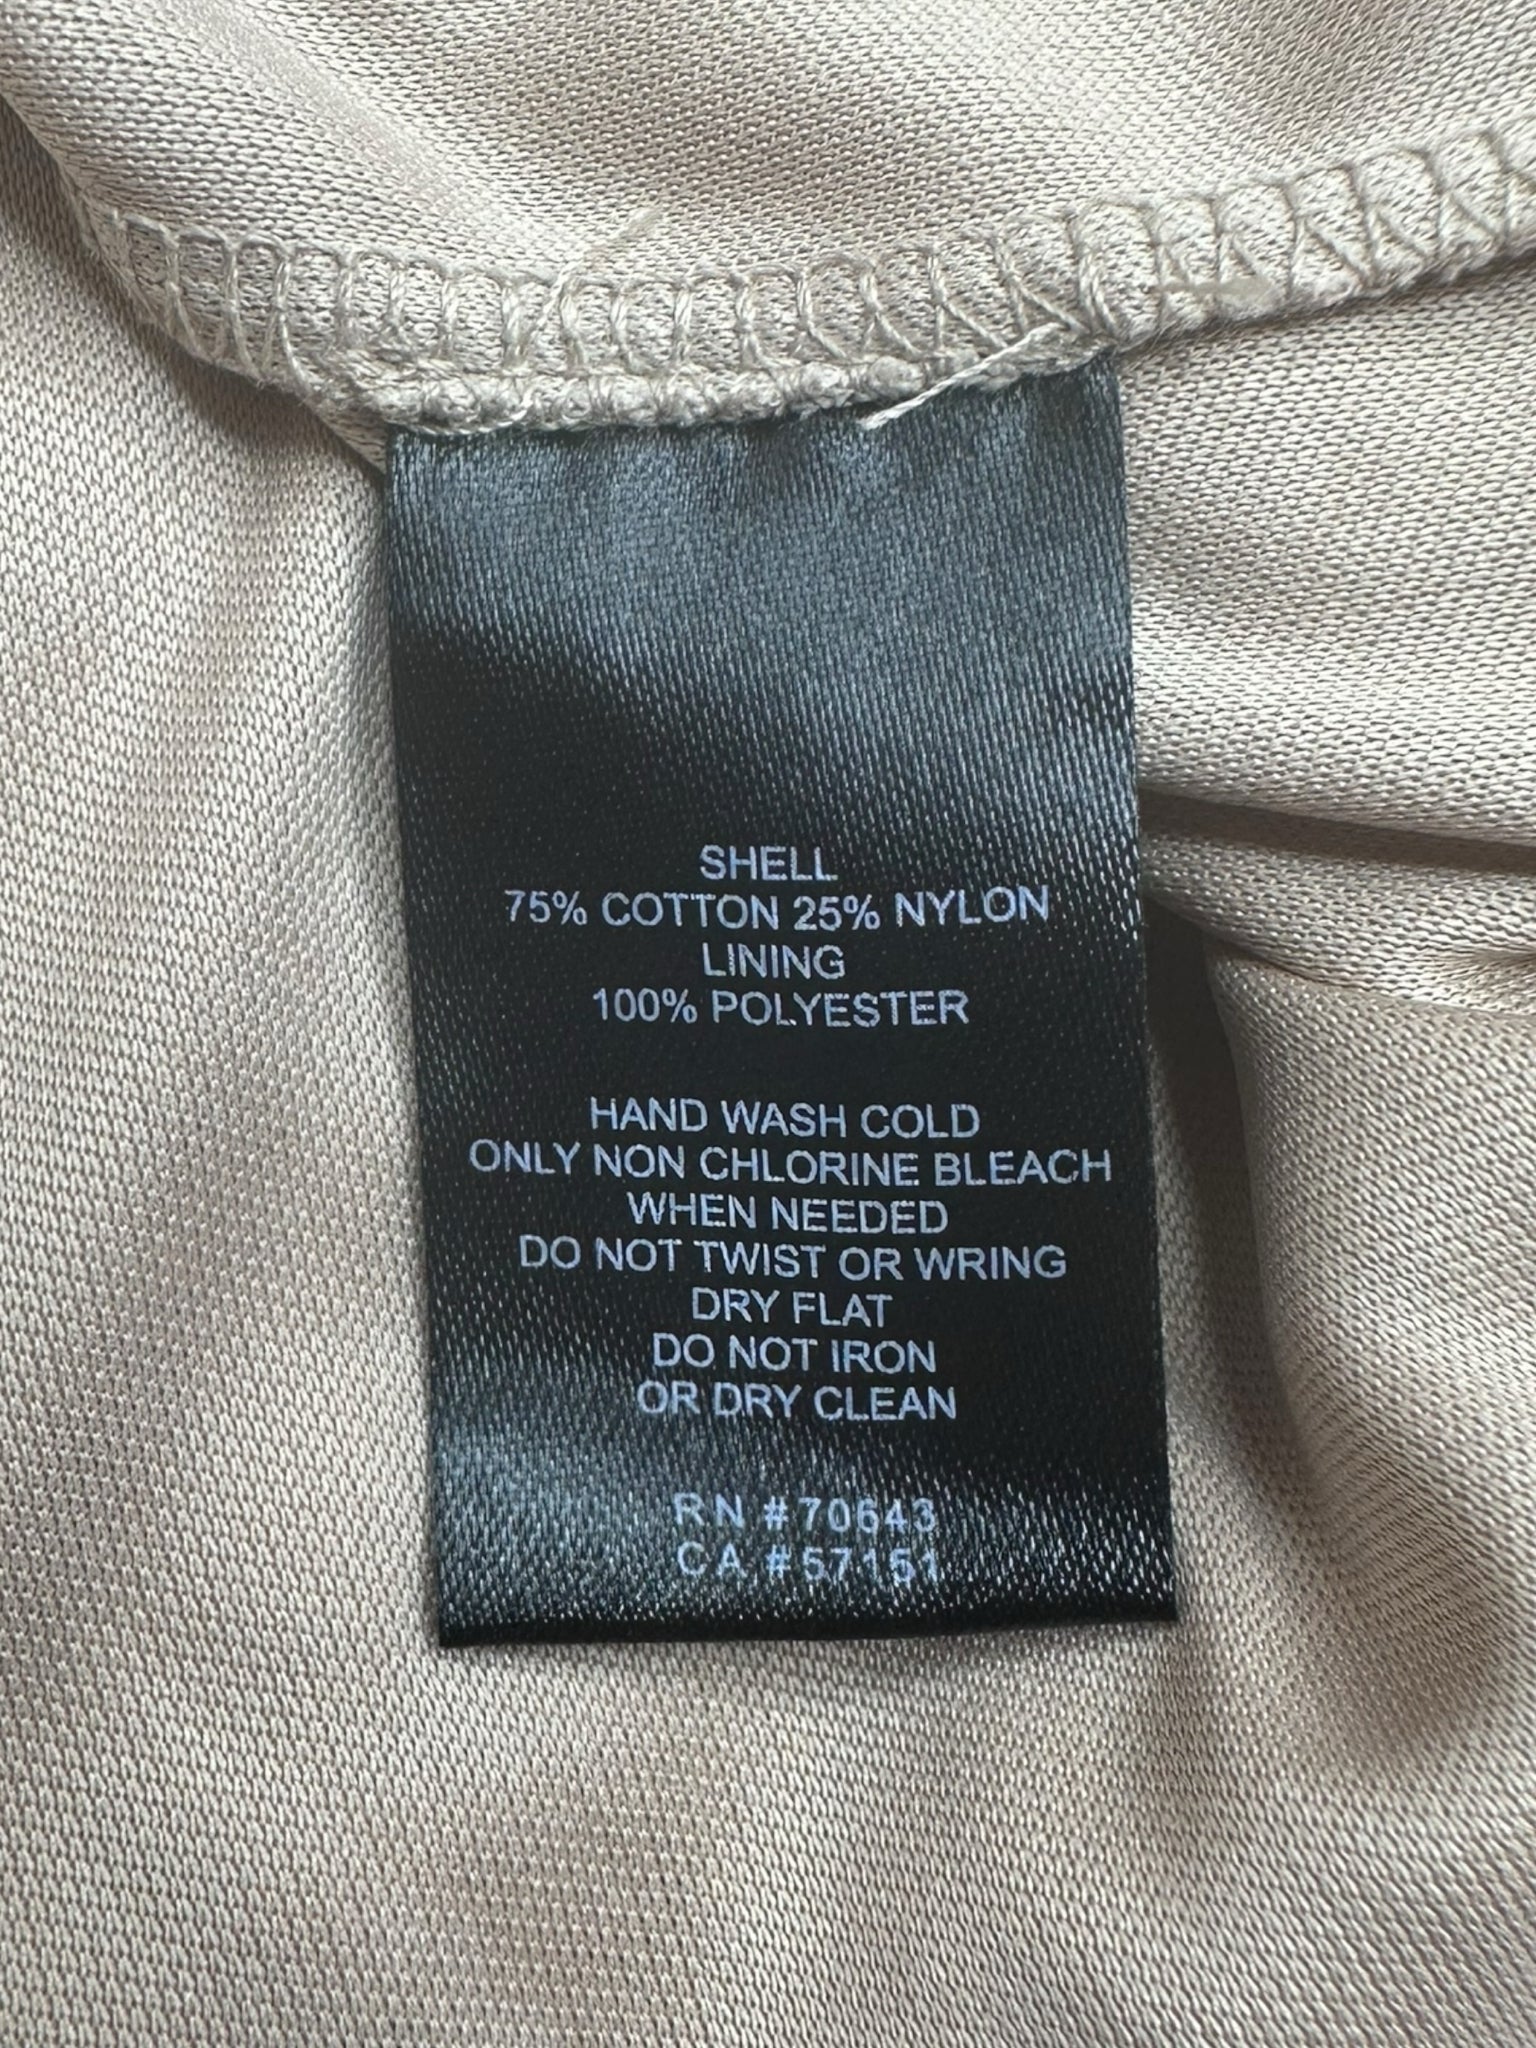 SHELL
75% COTTON 25% NYLON
LINING
100% POLYESTER
HAND WASH COLD
ONLY NON CHLORINE BLEACH
WHEN NEEDED
DO NOT TWIST OR WRING
DRY FLAT
DO NOT IRON
OR DRY CLEAN
RN #70643
CA #57151